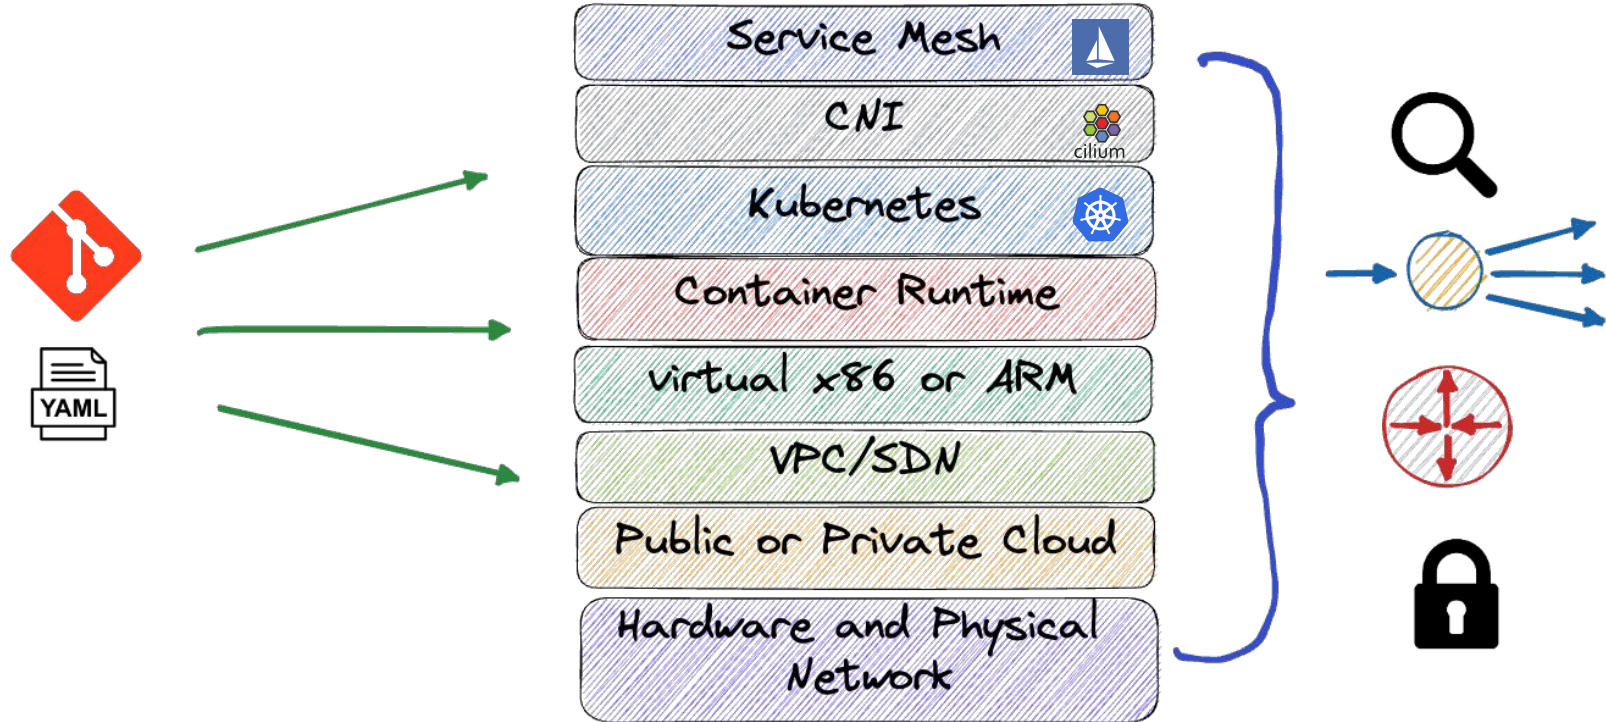 Service Mesh
CNI
cilium
Kubernetes
Container Runtime
YAML
virtual x86 or ARM
VPC/SDN
Public or Private Cloud
Hardware and Physical
Network